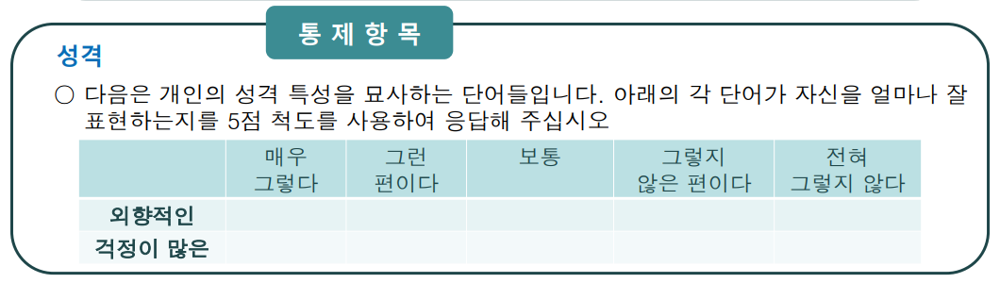 통 제 항 목
성격
○ 다음은 개인의 성격 특성을 묘사하는 단어들입니다. 아래의 각 단어가 자신을 얼마나 잘
표현하는지를 5점 척도를 사용하여 응답해 주십시오
매우 그런 보통 그렇지 전혀
그렇다 편이다 않은 편이다 그렇지 않다
외향적인
걱정이 많은